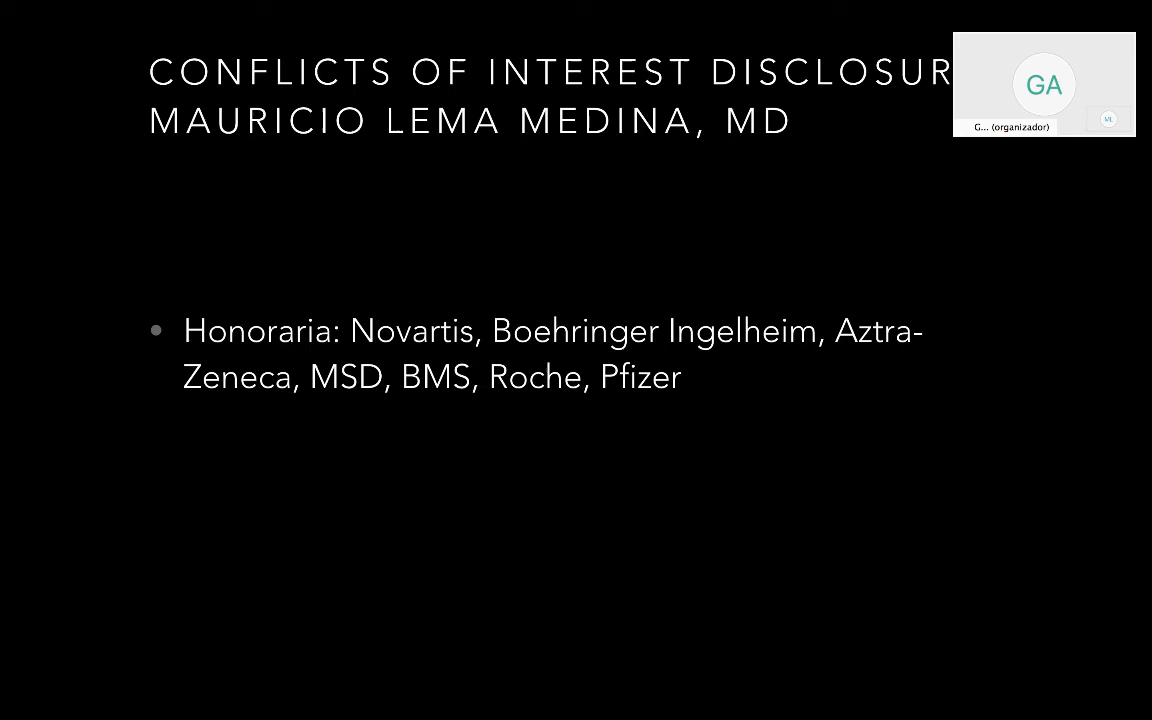 CONFLICTS OF INTEREST DISCLOSUR
MAURICIO LEMA MEDINA, MD
GA
G... (organizador)
ML
• Honoraria: Novartis, Boehringer Ingelheim, Aztra-
Zeneca, MSD, BMS, Roche, Pfizer